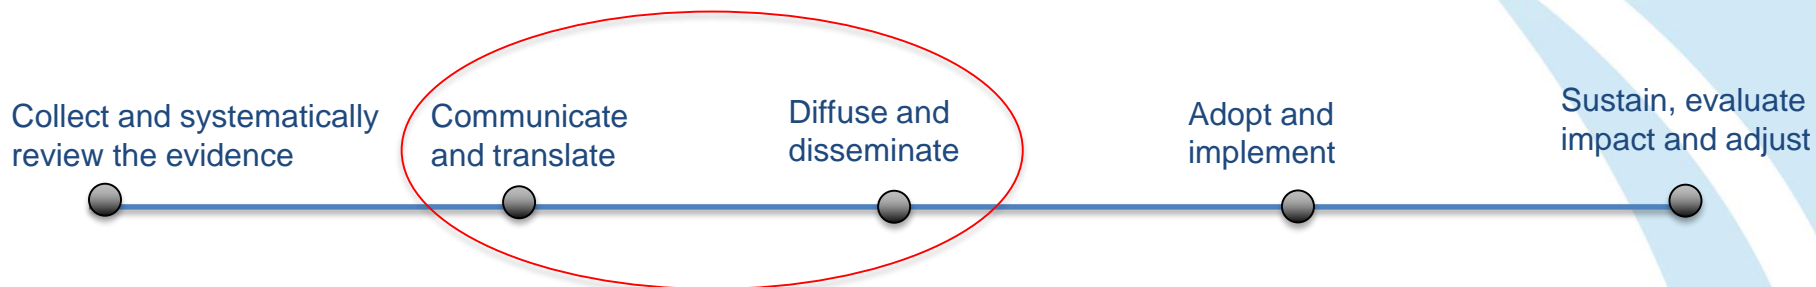 Collect and systematically
review the evidence
Communicate
and translate
Diffuse and
disseminate
Adopt and
implement
Sustain, evaluate
impact and adjust